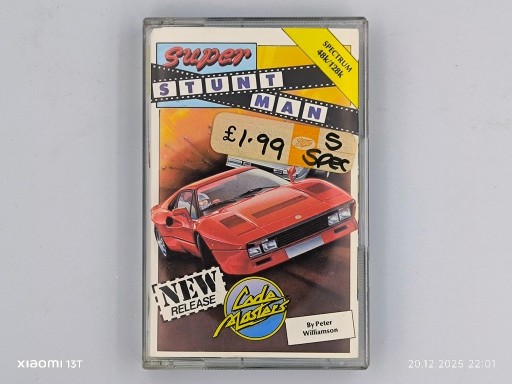 super
STUNT
MAN
SPECTRUM
48k/128k
£1.99
S
SPEC
NEW
RELEASE
Code
Masters
By Peter
Williamson
XIAOMI 13T
20.12.2025 22:01